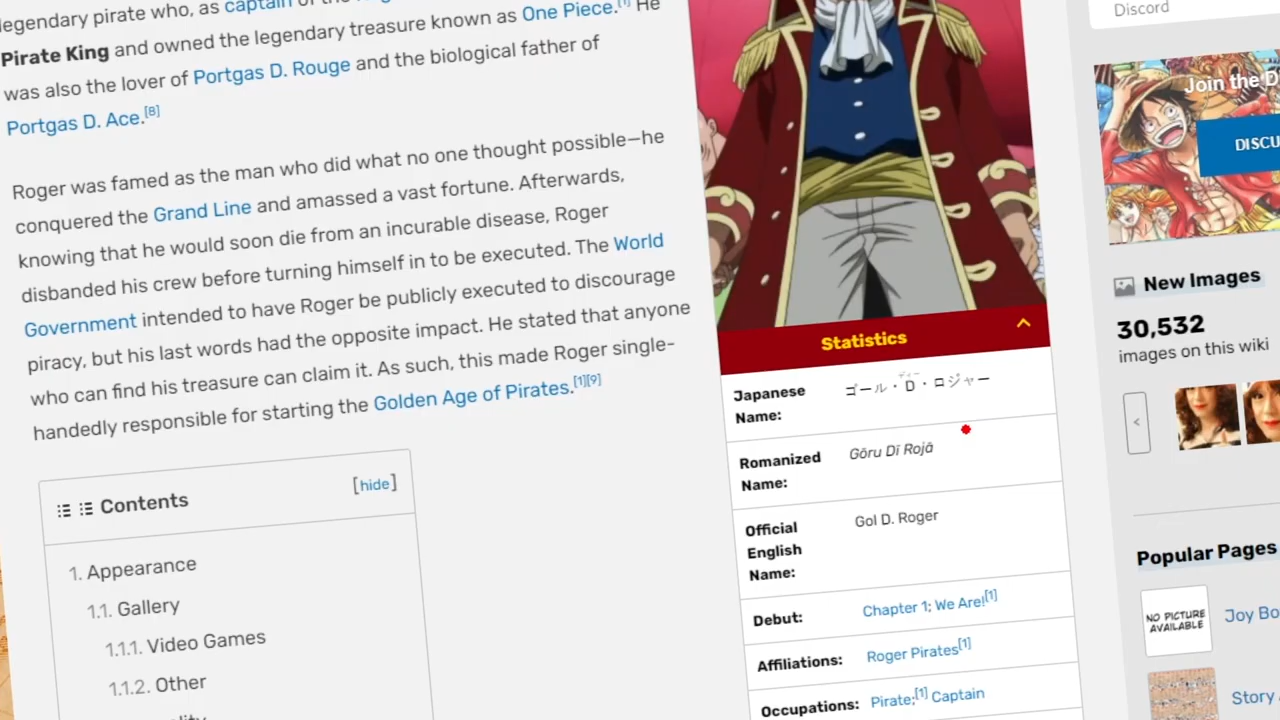 legendary pirate who, as captain of the
Pirate King and owned the legendary treasure known as One Piece.[1] He
was also the lover of Portgas D. Rouge and the biological father of
Portgas D. Ace.[8]
Roger was famed as the man who did what no one thought possible—he
conquered the Grand Line and amassed a vast fortune. Afterwards,
knowing that he would soon die from an incurable disease, Roger
disbanded his crew before turning himself in to be executed. The World
Government intended to have Roger be publicly executed to discourage
piracy, but his last words had the opposite impact. He stated that anyone
who can find his treasure can claim it. As such, this made Roger single-
handedly responsible for starting the Golden Age of Pirates.[1][9]
Contents [hide]
1. Appearance
1.1. Gallery
1.1.1. Video Games
1.1.2. Other
Statistics
Japanese
Name:
ディー
ゴール・D・ロジャー
Romanized
Name:
Gōru Dī Rojā
Official
English
Name:
Gol D. Roger
Debut: Chapter 1; We Are![1]
Affiliations: Roger Pirates[1]
Occupations: Pirate;[1] Captain
Discord
Join the D
DISCU
New Images
30,532
images on this wiki
<
Popular Pages
NO PICTURE
AVAILABLE
Joy Bo
Story